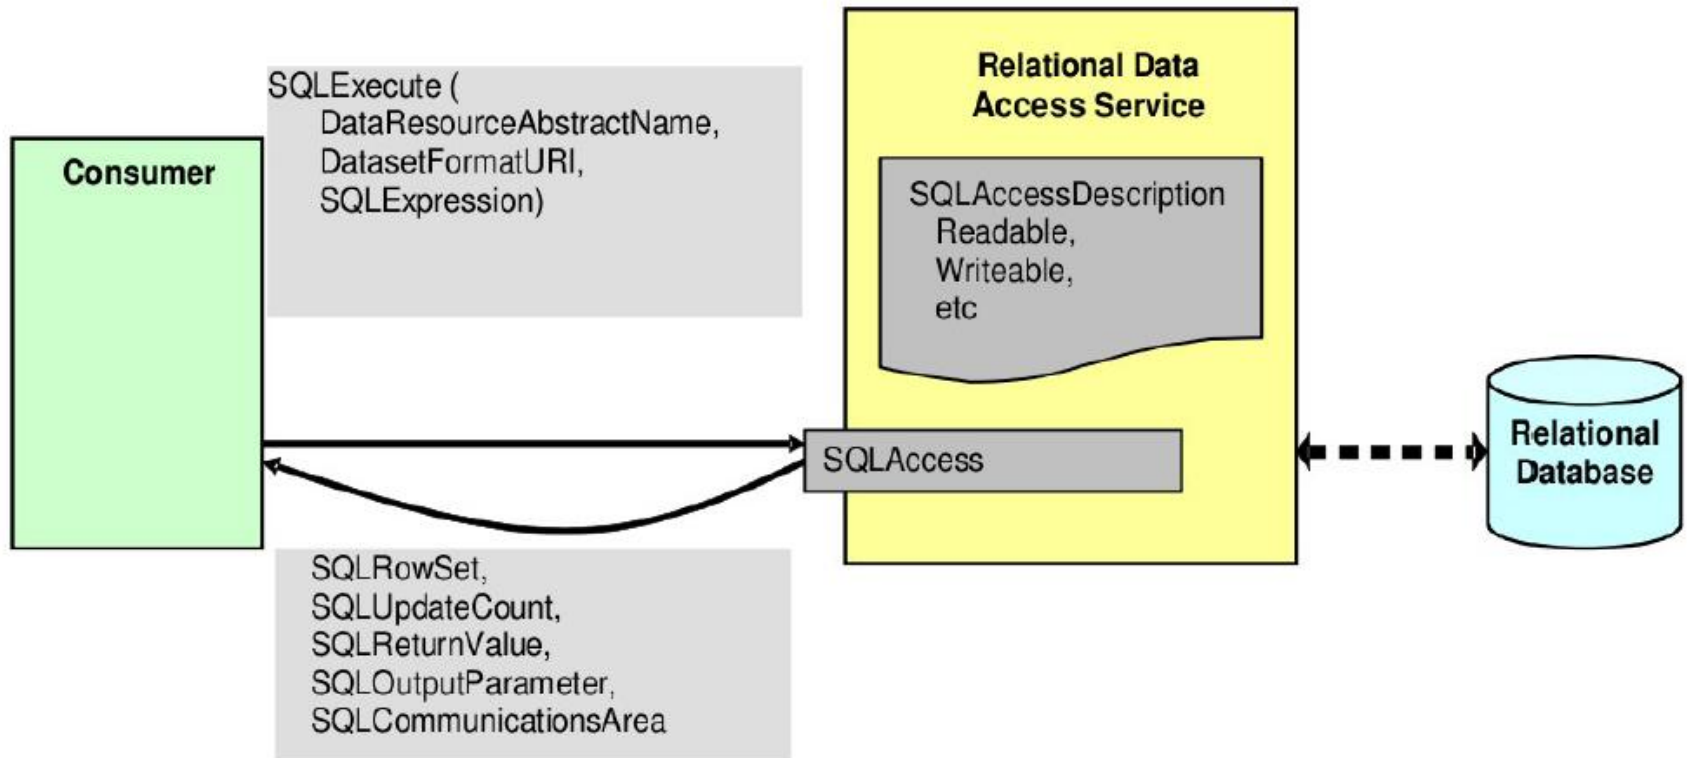 Consumer
SQLExecute (
DataResourceAbstractName,
DatasetFormatURI,
SQLExpression)
Relational Data
Access Service
SQLAccessDescription
Readable,
Writeable,
etc
SQLAccess
Relational
Database
SQLRowSet,
SQLUpdateCount,
SQLReturnValue,
SQLOutputParameter,
SQLCommunicationsArea